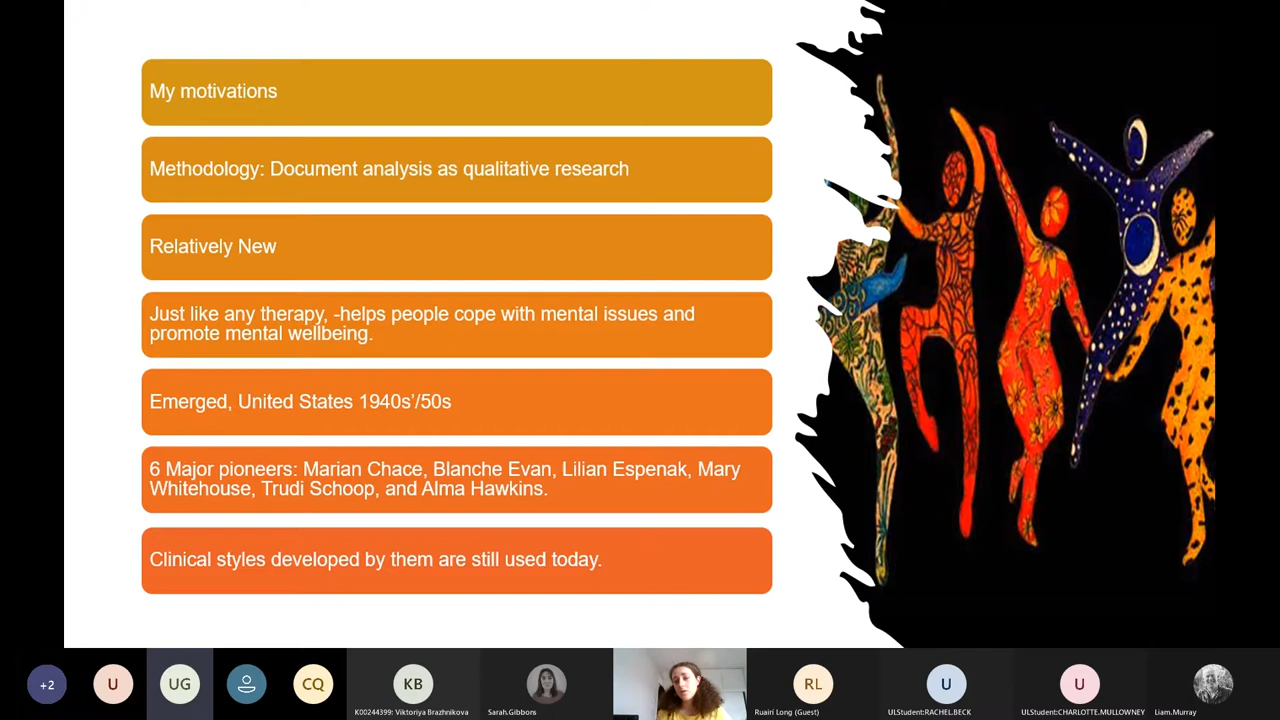 My motivations
Methodology: Document analysis as qualitative research
Relatively New
Just like any therapy, -helps people cope with mental issues and
promote mental wellbeing.
Emerged, United States 1940s'/50s
6 Major pioneers: Marian Chace, Blanche Evan, Lilian Espenak, Mary
Whitehouse, Trudi Schoop, and Alma Hawkins.
Clinical styles developed by them are still used today.
+2
U
UG
CQ
KB
RL
U
U
K00244399: Viktoriya Brazhnikova
Sarah.Gibbons
Ruairí Long (Guest)
ULStudent:RACHEL.BECK
ULStudent:CHARLOTTE.MULLOWNEY
Liam.Murray